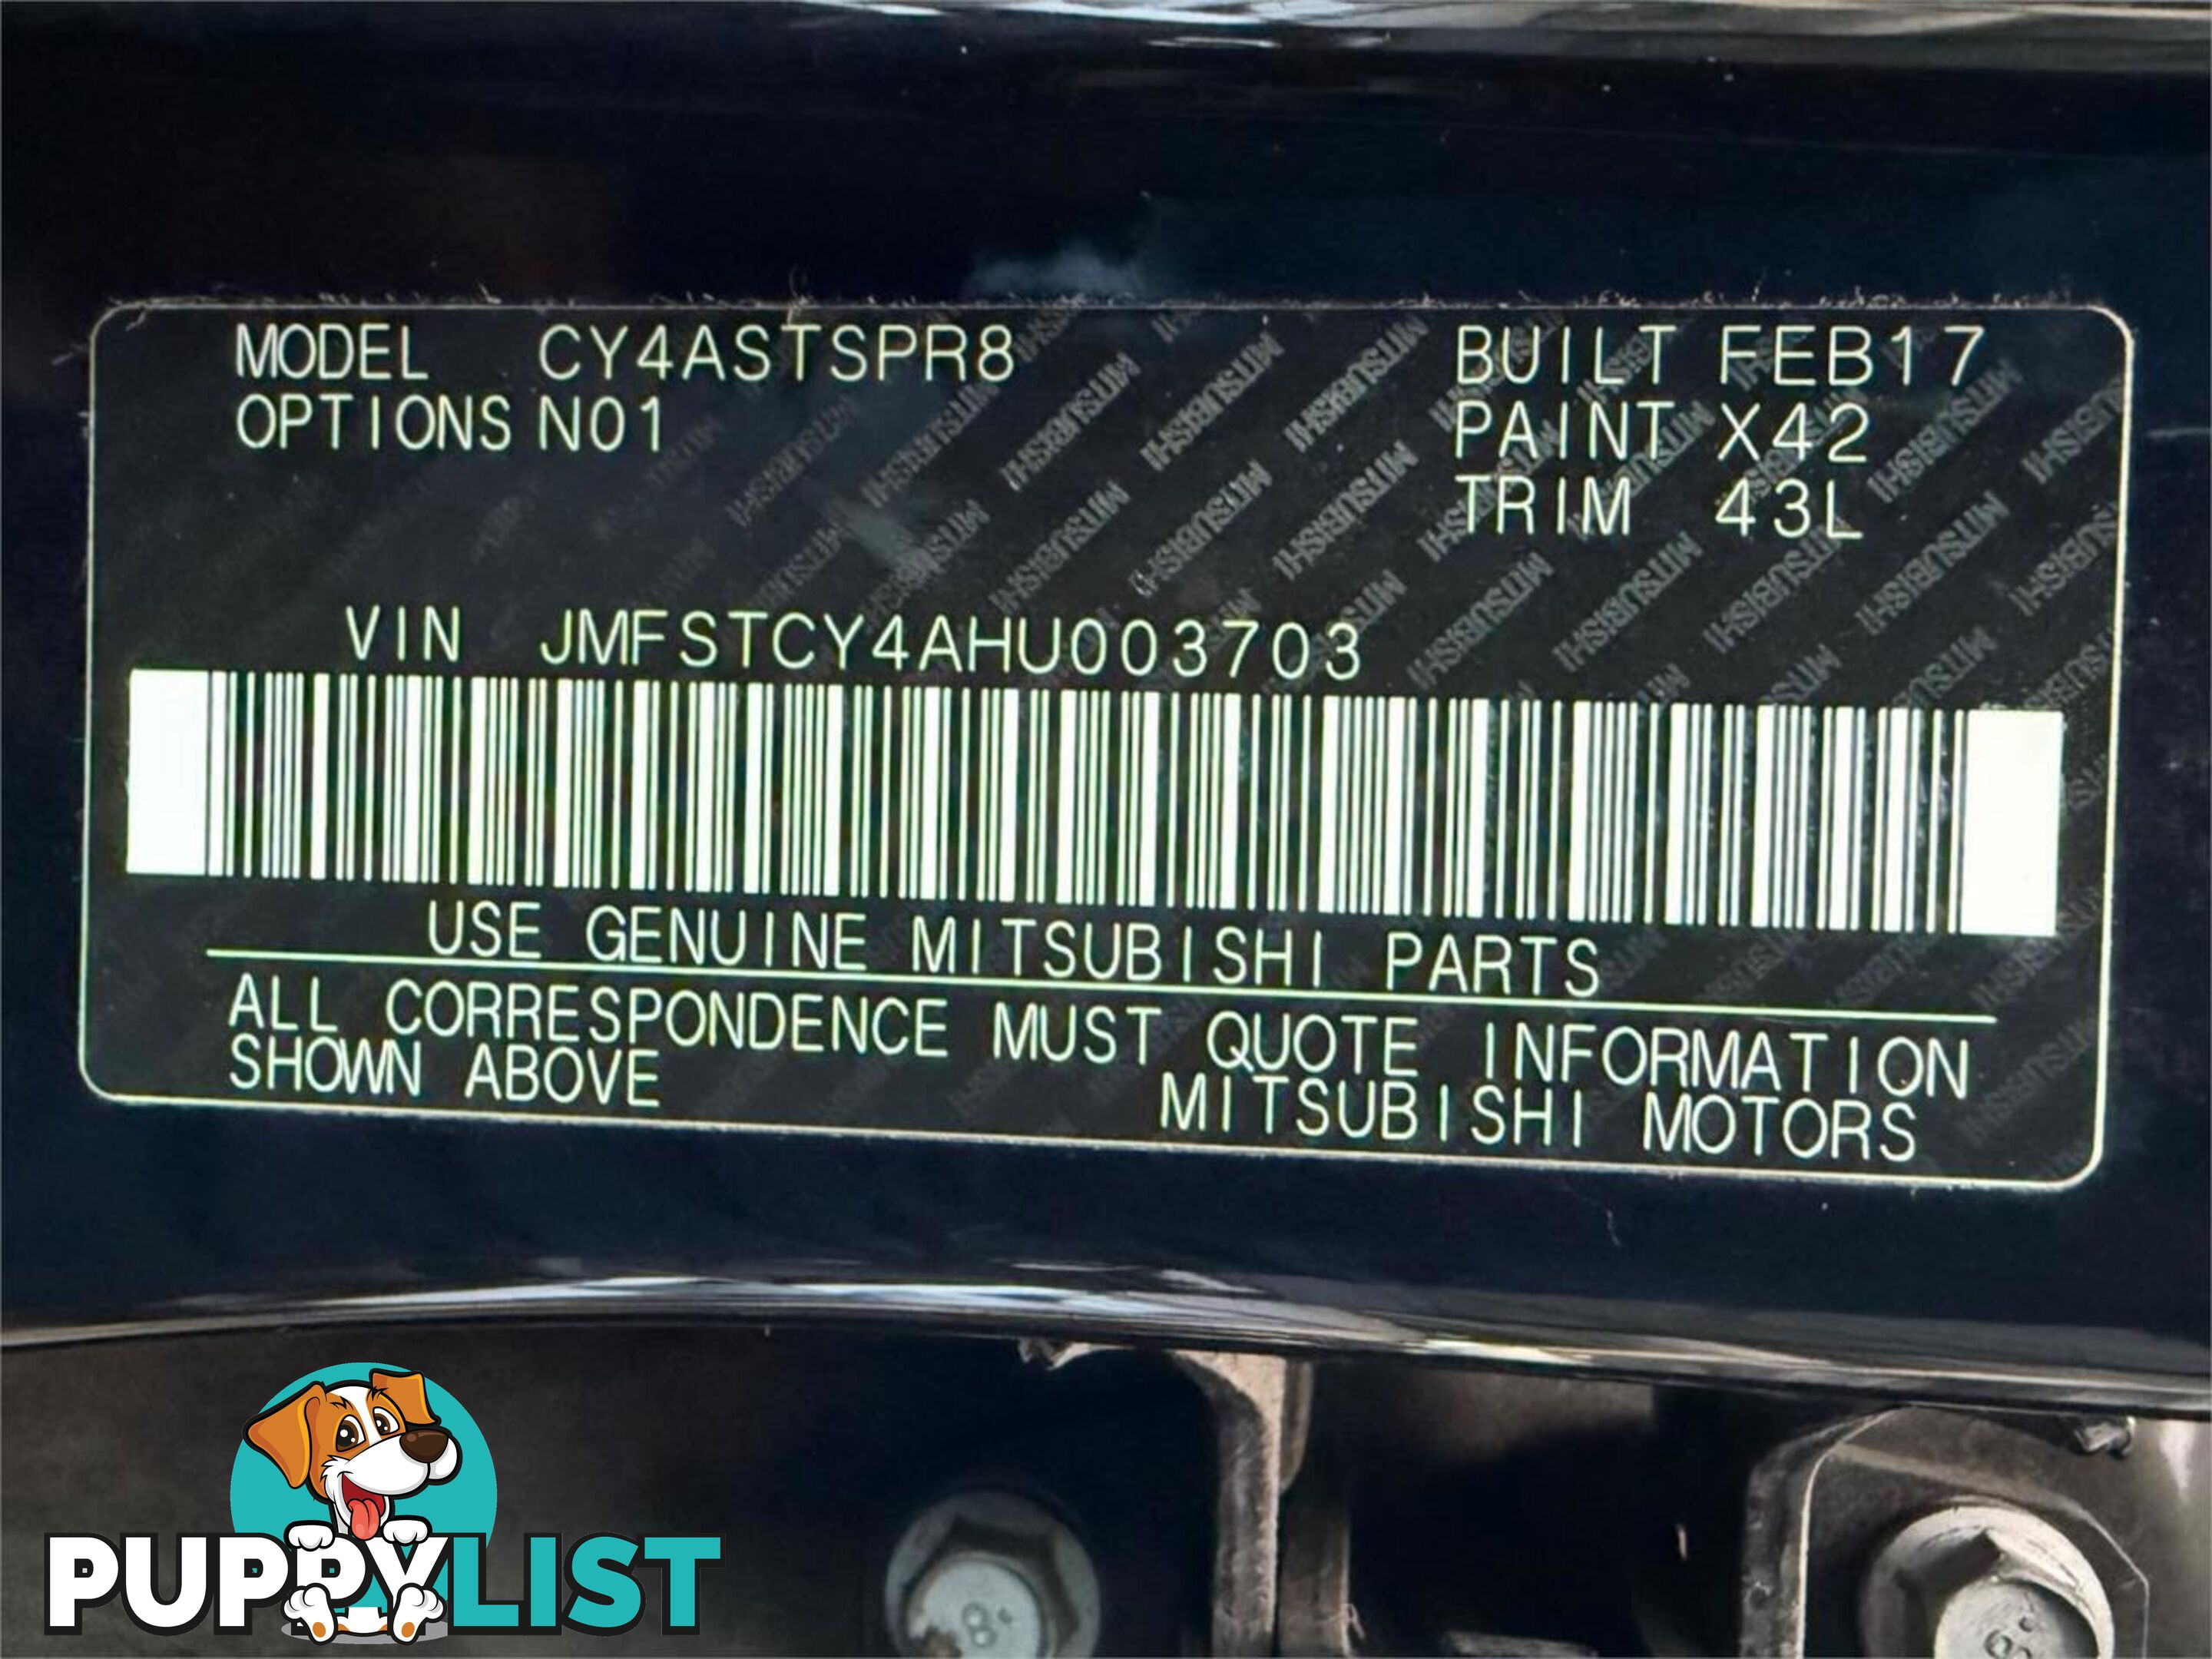 MODEL CY4ASTSPR8 BUILT FEB17
OPTIONS N01 PAINT X42
TRIM 43L
VIN JMFSTCY4AHU003703
USE GENUINE MITSUBISHI PARTS
ALL CORRESPONDENCE MUST QUOTE INFORMATION
SHOWN ABOVE
MITSUBISHI MOTORS
PUPPYLIST